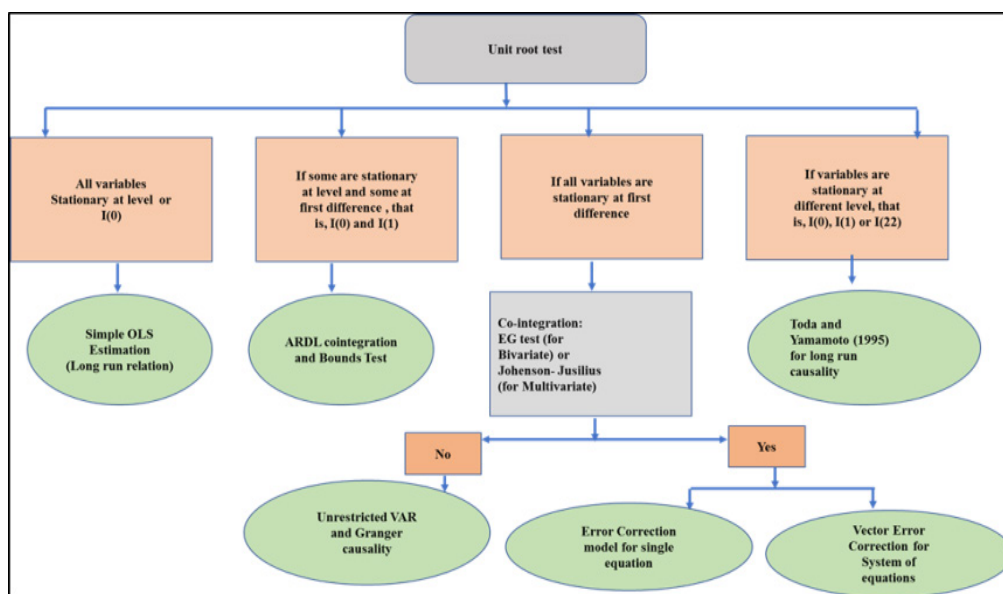 Unit root test
All variables
Stationary at level or
I(0)
If some are stationary
at level and some at
first difference , that
is, I(0) and I(1)
If all variables are
stationary at first
difference
If variables are
stationary at
different level, that
is, I(0), I(1) or I(22)
Simple OLS
Estimation
(Long run relation)
ARDL cointegration
and Bounds Test
Co-integration:
EG test (for
Bivariate) or
Johenson- Jusilius
(for Multivariate)
Toda and
Yamamoto (1995)
for long run
causality
No
Yes
Unrestricted VAR
and Granger
causality
Error Correction
model for single
equation
Vector Error
Correction for
System of
equations